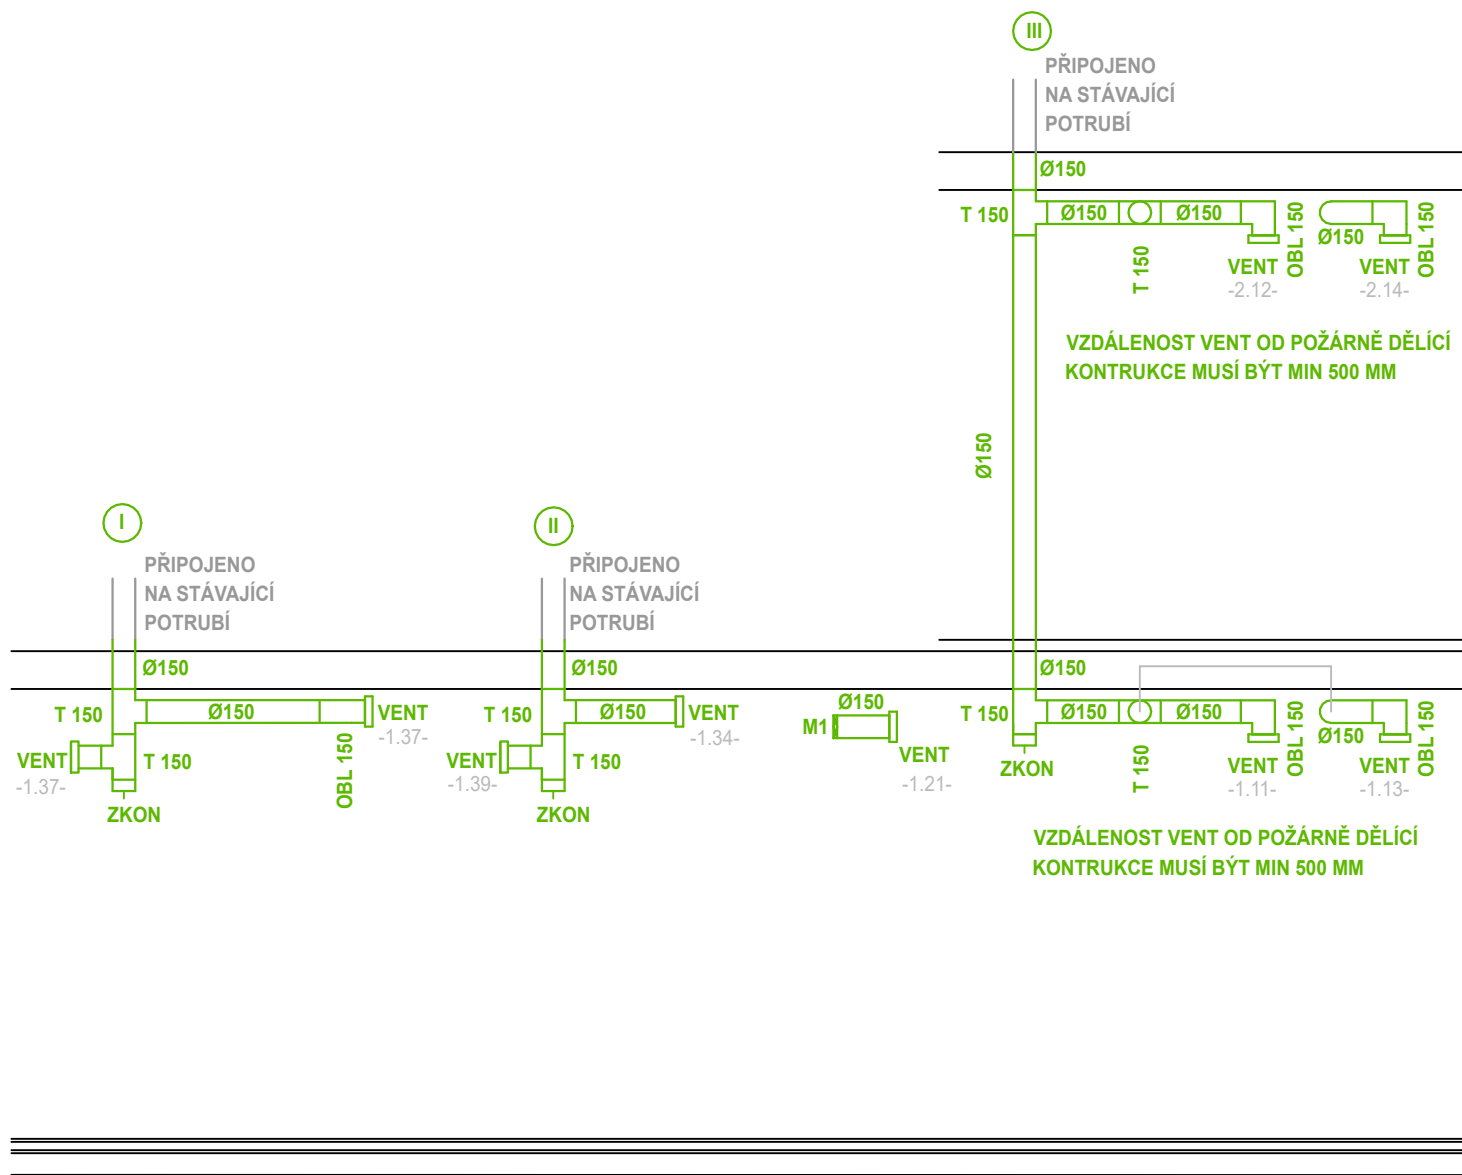 III
PŘIPOJENO
NA STÁVAJÍCÍ
POTRUBÍ
Ø150
T 150
Ø150
Ø150
T 150
OBL 150
VENT
-2.12-
Ø150
OBL 150
VENT
-2.14-
VZDÁLENOST VENT OD POŽÁRNĚ DĚLÍCÍ
KONTRUKCE MUSÍ BÝT MIN 500 MM
Ø150
I
PŘIPOJENO
NA STÁVAJÍCÍ
POTRUBÍ
Ø150
T 150
Ø150
VENT
-1.37-
OBL 150
VENT
-1.37-
T 150
ZKON
II
PŘIPOJENO
NA STÁVAJÍCÍ
POTRUBÍ
Ø150
T 150
Ø150
VENT
-1.34-
VENT
-1.39-
T 150
ZKON
Ø150
M1
VENT
-1.21-
Ø150
T 150
Ø150
Ø150
T 150
OBL 150
VENT
-1.11-
Ø150
OBL 150
VENT
-1.13-
ZKON
VZDÁLENOST VENT OD POŽÁRNĚ DĚLÍCÍ
KONTRUKCE MUSÍ BÝT MIN 500 MM